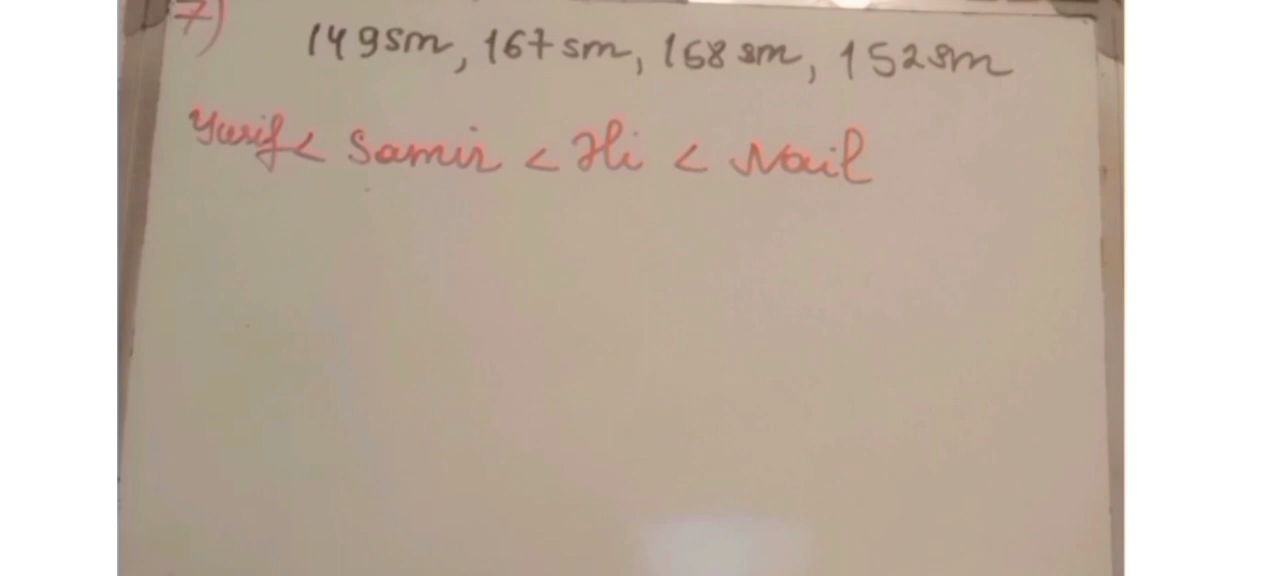 7)
149sm, 167sm, 168sm, 152sm
Yusif < Samir < Əli < Nail